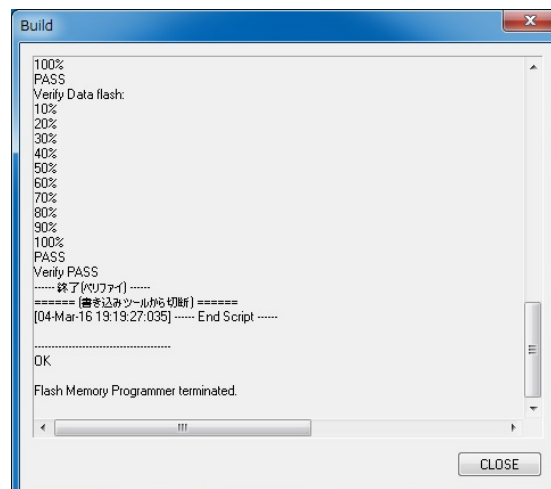 Build
100%
PASS
Verify Data flash:
10%
20%
30%
40%
50%
60%
70%
80%
90%
100%
PASS
Verify PASS
------ 終了(ベリファイ) ------
====== (書き込みツールから切断) ======
[04-Mar-16 19:19:27:035] ------ End Script ------
--------------------------------------
OK
Flash Memory Programmer terminated.
CLOSE